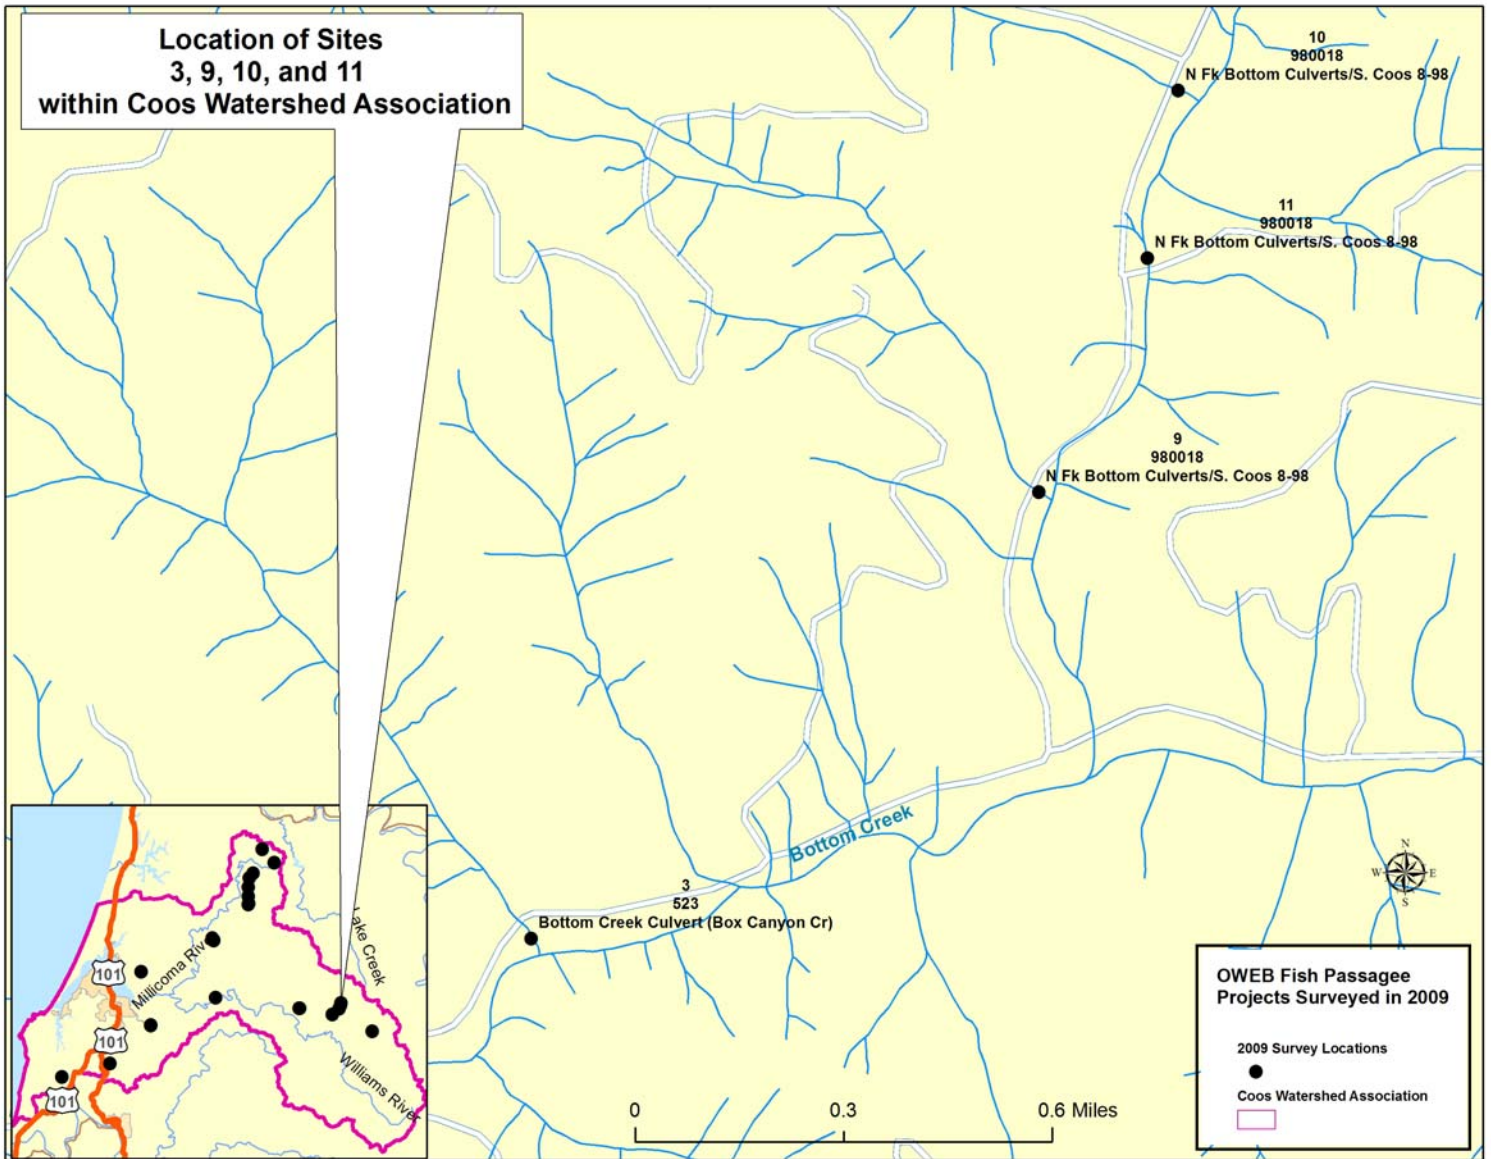 Location of Sites
3, 9, 10, and 11
within Coos Watershed Association
10
980018
N Fk Bottom Culverts/S. Coos 8-98
11
980018
N Fk Bottom Culverts/S. Coos 8-98
9
980018
N Fk Bottom Culverts/S. Coos 8-98
Bottom Creek
3
523
Bottom Creek Culvert (Box Canyon Cr)
N
W E
S
Lake Creek
Millicoma River
101
101
101
Williams River
OWEB Fish Passagee
Projects Surveyed in 2009
2009 Survey Locations
Coos Watershed Association
0 0.3 0.6 Miles